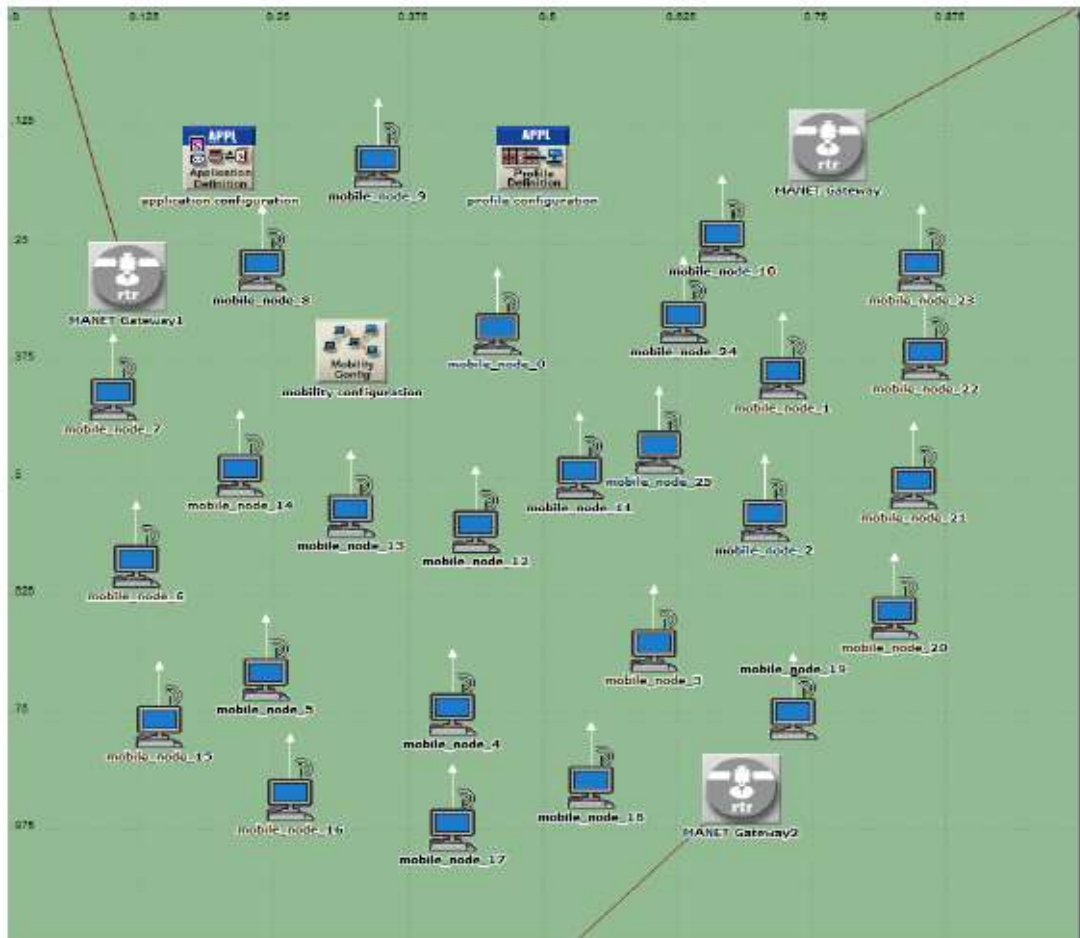 0 0.125 0.25 0.375 0.5 0.625 0.75 0.875
.125
APPL
Application
Definition
application configuration
mobile_node_9
APPL
Profile
Definition
profile configuration
rtr
MANET Gateway
.25
rtr
MANET Gateway1
mobile_node_8
mobile_node_10
mobile_node_23
.375
Mobility
Config
mobility configuration
mobile_node_0
mobile_node_24
mobile_node_1
mobile_node_22
mobile_node_7
.5
mobile_node_14
mobile_node_13
mobile_node_12
mobile_node_11
mobile_node_25
mobile_node_2
mobile_node_21
mobile_node_6
.625
mobile_node_5
mobile_node_3
mobile_node_20
mobile_node_19
.75
mobile_node_15
mobile_node_4
mobile_node_16
mobile_node_18
.875
mobile_node_17
rtr
MANET Gateway2